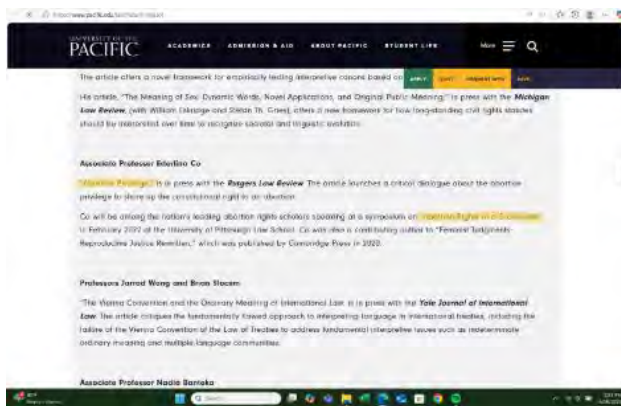 UNIVERSITY OF THE
PACIFIC
ACADEMICS ADMISSION & AID ABOUT PACIFIC STUDENT LIFE More
APPLY VISIT REQUEST INFO GIVE
The article offers a novel framework for empirically testing interpretive canons based on
His article, "The Meaning of Sex: Dynamic Words, Novel Applications, and Original Public Meaning," is in press with the Michigan
Law Review, (with William Eskridge and Stefan Th. Gries), offers a new framework for how long-standing civil rights statutes
should be interpreted over time to recognize societal and linguistic evolution.
Associate Professor Ederlina Co
"Abortion Privilege," is in press with the Rutgers Law Review. The article launches a critical dialogue about the abortion
privilege to shore up the constitutional right to an abortion.
Co will be among the nation's leading abortion rights scholars speaking at a symposium on
in February 2022 at the University of Pittsburgh Law School. Co was also a contributing author to "Feminist Judgments:
Reproductive Justice Rewritten," which was published by Cambridge Press in 2020.
Professors Jarrod Wong and Brian Slocum
"The Vienna Convention and the Ordinary Meaning of International Law" is in press with the Yale Journal of International
Law. The article critiques the fundamentally flawed approach to interpreting language in international treaties, including the
failure of the Vienna Convention of the Law of Treaties to address fundamental interpretive issues such as indeterminate
ordinary meaning and multiple language communities.
Associate Professor Nadia Banteka
Search